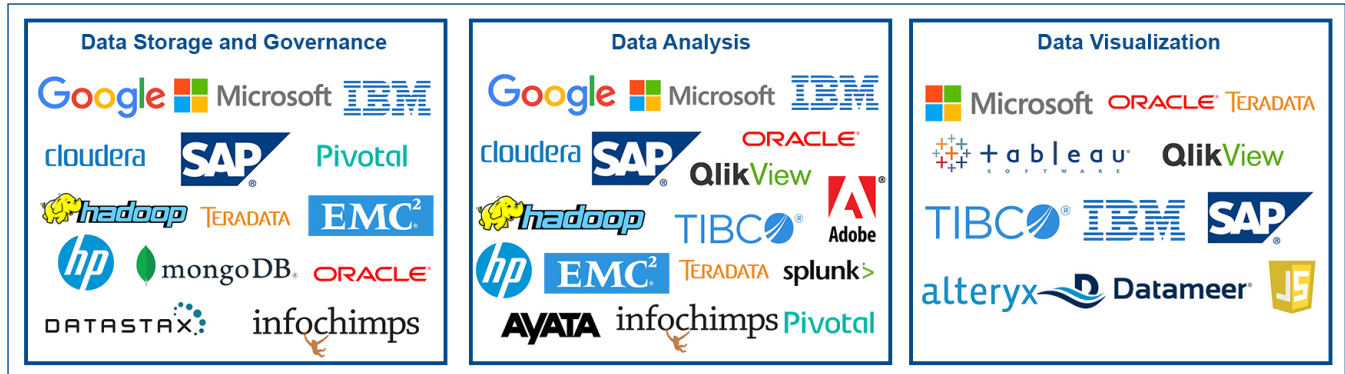 Data Storage and Governance
Google Microsoft IBM
cloudera SAP® Pivotal
hadoop TERADATA EMC²®
hp mongoDB® ORACLE®
DATASTAX infochimps
Data Analysis
Google Microsoft IBM
cloudera SAP® ORACLE®
QlikView
hadoop TIBCO® Adobe®
hp EMC²® TERADATA splunk>
AYATA infochimps Pivotal
Data Visualization
Microsoft ORACLE® TERADATA
+ableau® QlikView
SOFTWARE
TIBCO® IBM SAP®
alteryx Datameer® JS